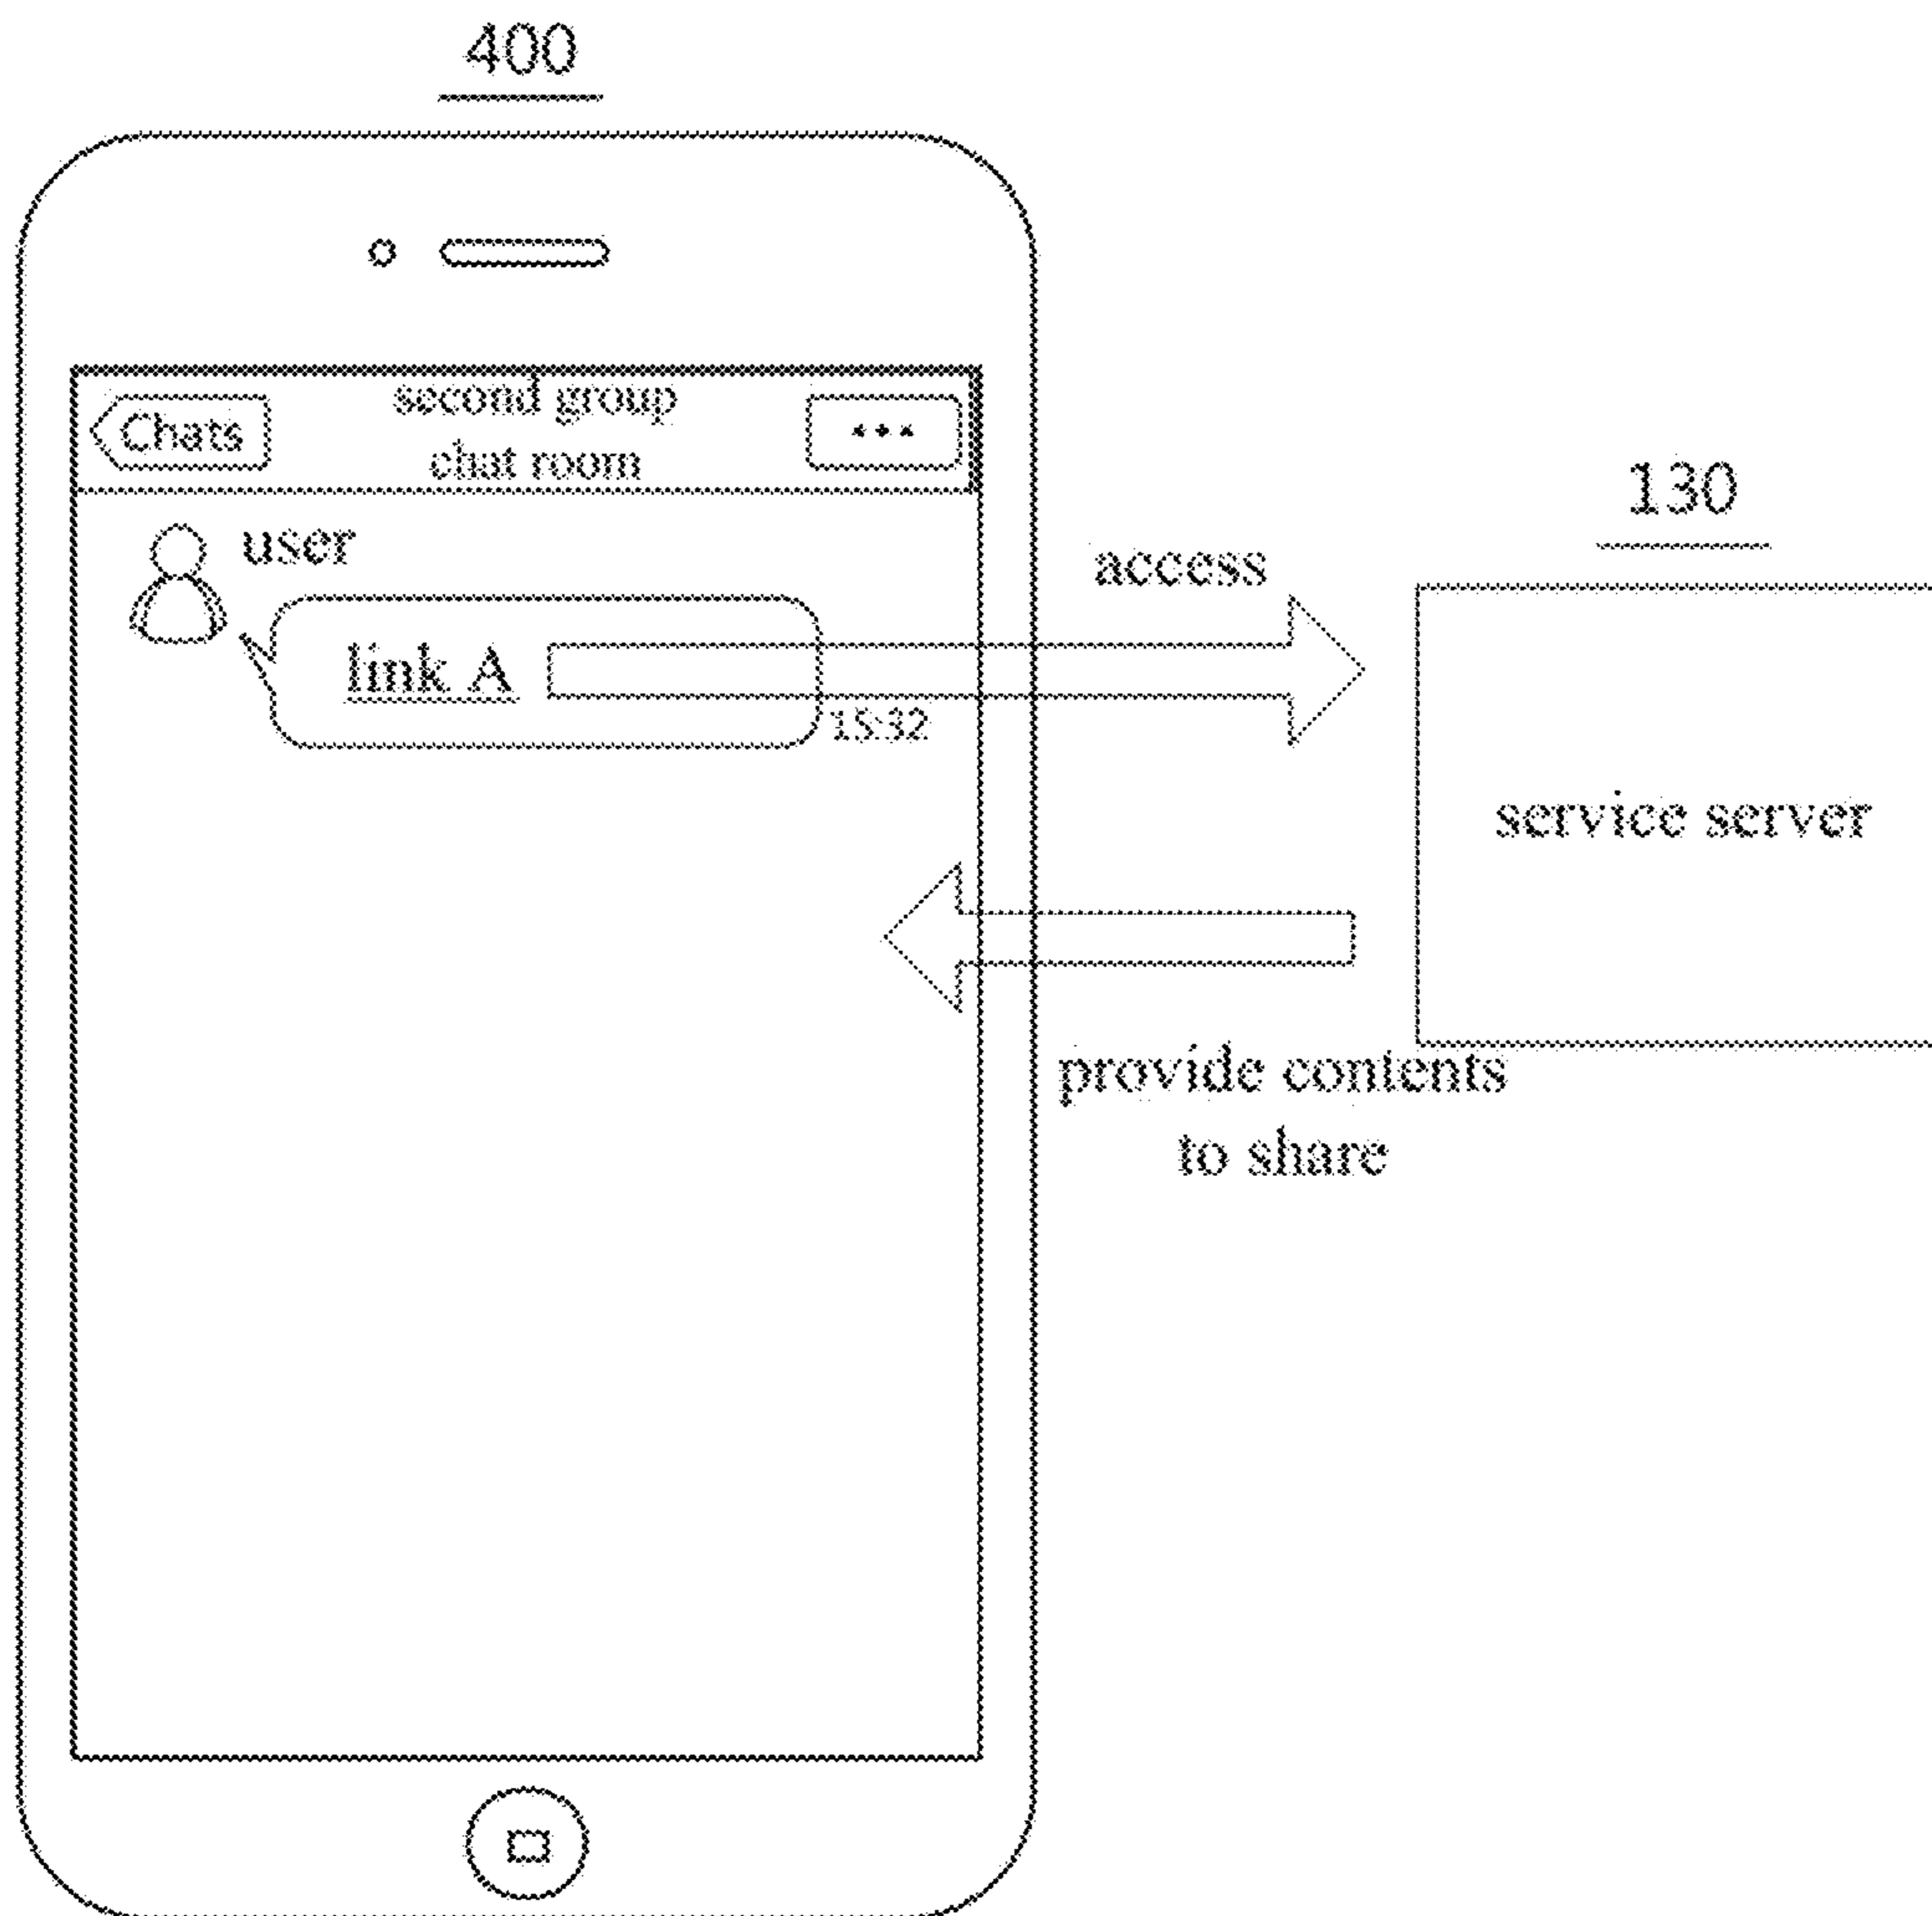 400
Chats
second group
chat room
...
user
link A
15:32
access
130
service server
provide contents
to share